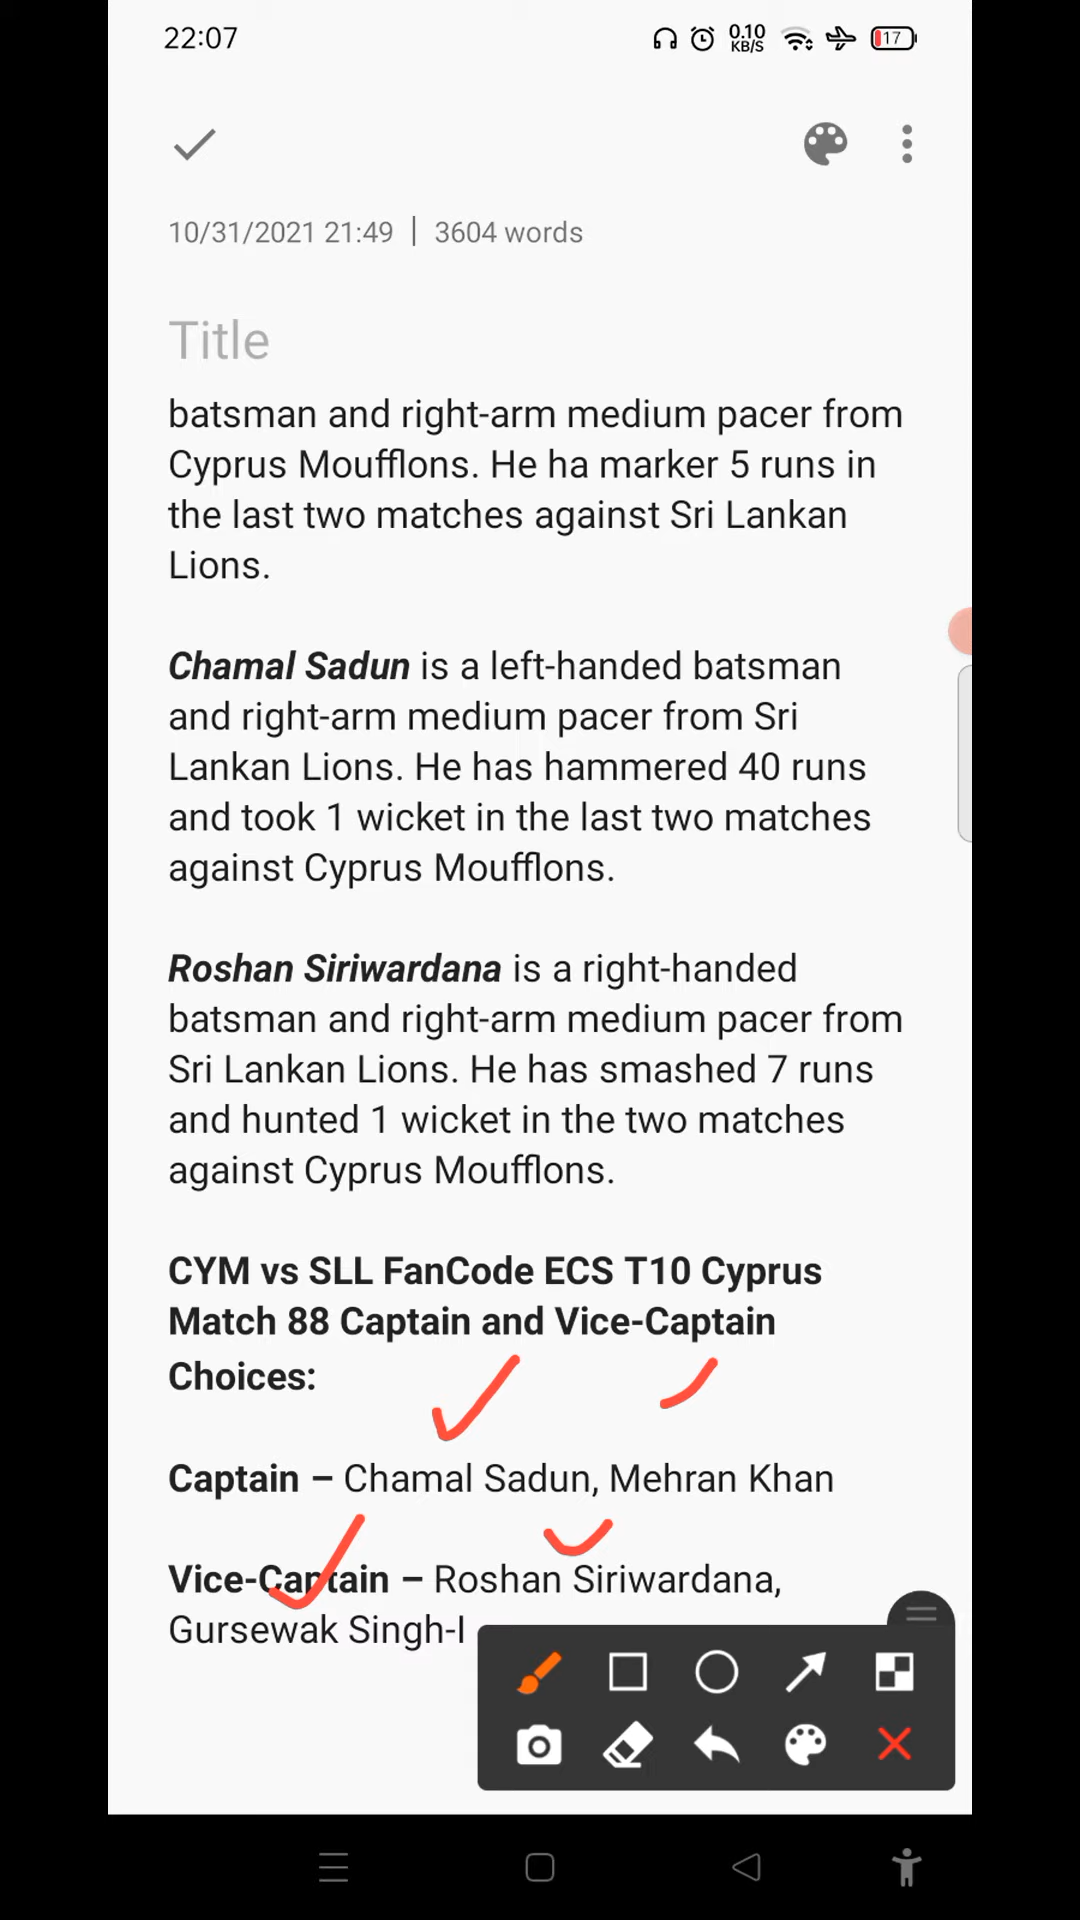 22:07
0.10
KB/S
17
10/31/2021 21:49 | 3604 words
Title
batsman and right-arm medium pacer from
Cyprus Moufflons. He ha marker 5 runs in
the last two matches against Sri Lankan
Lions.
Chamal Sadun is a left-handed batsman
and right-arm medium pacer from Sri
Lankan Lions. He has hammered 40 runs
and took 1 wicket in the last two matches
against Cyprus Moufflons.
Roshan Siriwardana is a right-handed
batsman and right-arm medium pacer from
Sri Lankan Lions. He has smashed 7 runs
and hunted 1 wicket in the two matches
against Cyprus Moufflons.
CYM vs SLL FanCode ECS T10 Cyprus
Match 88 Captain and Vice-Captain
Choices:
Captain – Chamal Sadun, Mehran Khan
Vice-Captain – Roshan Siriwardana,
Gursewak Singh-I